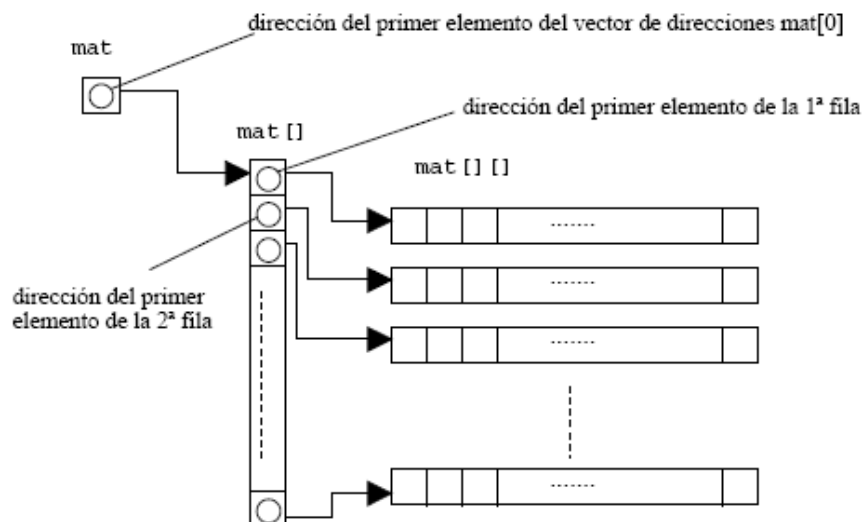 dirección del primer elemento del vector de direcciones mat[0]
mat
dirección del primer elemento de la 1ª fila
mat []
mat [] []
dirección del primer
elemento de la 2ª fila